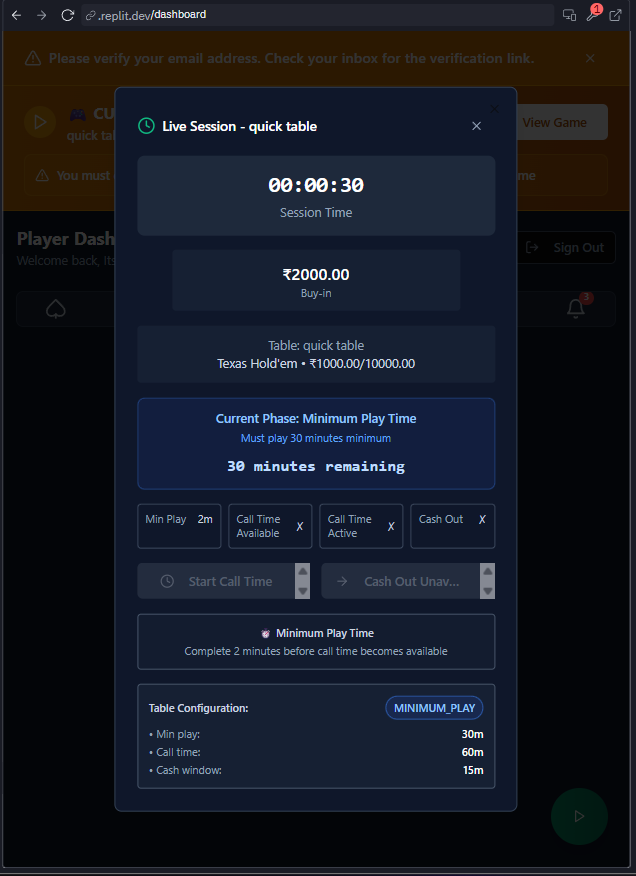 .replit.dev/dashboard
1
Please verify your email address. Check your inbox for the verification link.
CU
quick tab
View Game
You must
me
Live Session - quick table
00:00:30
Session Time
Player Dash
Welcome back, Its
Sign Out
₹2000.00
Buy-in
3
Table: quick table
Texas Hold'em • ₹1000.00/10000.00
Current Phase: Minimum Play Time
Must play 30 minutes minimum
30 minutes remaining
Min Play 2m
Call Time Available ✗
Call Time Active ✗
Cash Out ✗
Start Call Time
Cash Out Unav...
Minimum Play Time
Complete 2 minutes before call time becomes available
Table Configuration: MINIMUM_PLAY
• Min play: 30m
• Call time: 60m
• Cash window: 15m